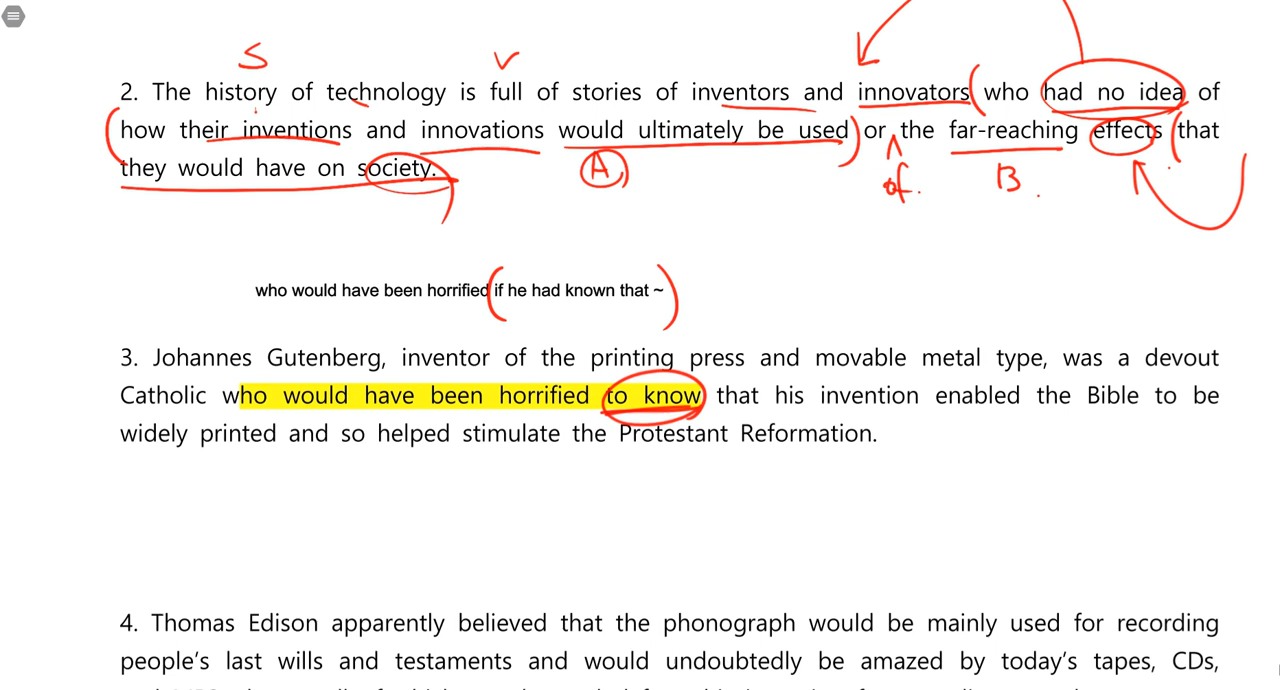 S
v
2. The history of technology is full of stories of inventors and innovators who had no idea of
how their inventions and innovations would ultimately be used or the far-reaching effects that
they would have on society.
A
of.
B
who would have been horrified if he had known that ~
3. Johannes Gutenberg, inventor of the printing press and movable metal type, was a devout
Catholic who would have been horrified to know that his invention enabled the Bible to be
widely printed and so helped stimulate the Protestant Reformation.
4. Thomas Edison apparently believed that the phonograph would be mainly used for recording
people's last wills and testaments and would undoubtedly be amazed by today's tapes, CDs,